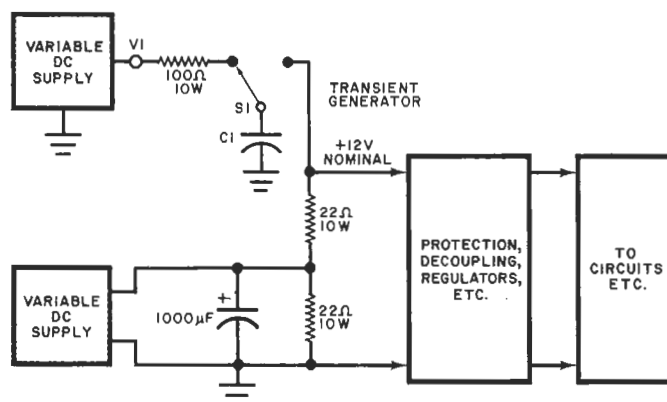 VARIABLE
DC
SUPPLY
V1
100Ω
10W
S1
C1
TRANSIENT
GENERATOR
+12V
NOMINAL
22Ω
10W
PROTECTION,
DECOUPLING,
REGULATORS,
ETC.
TO
CIRCUITS
ETC.
VARIABLE
DC
SUPPLY
+
1000µF
22Ω
10W